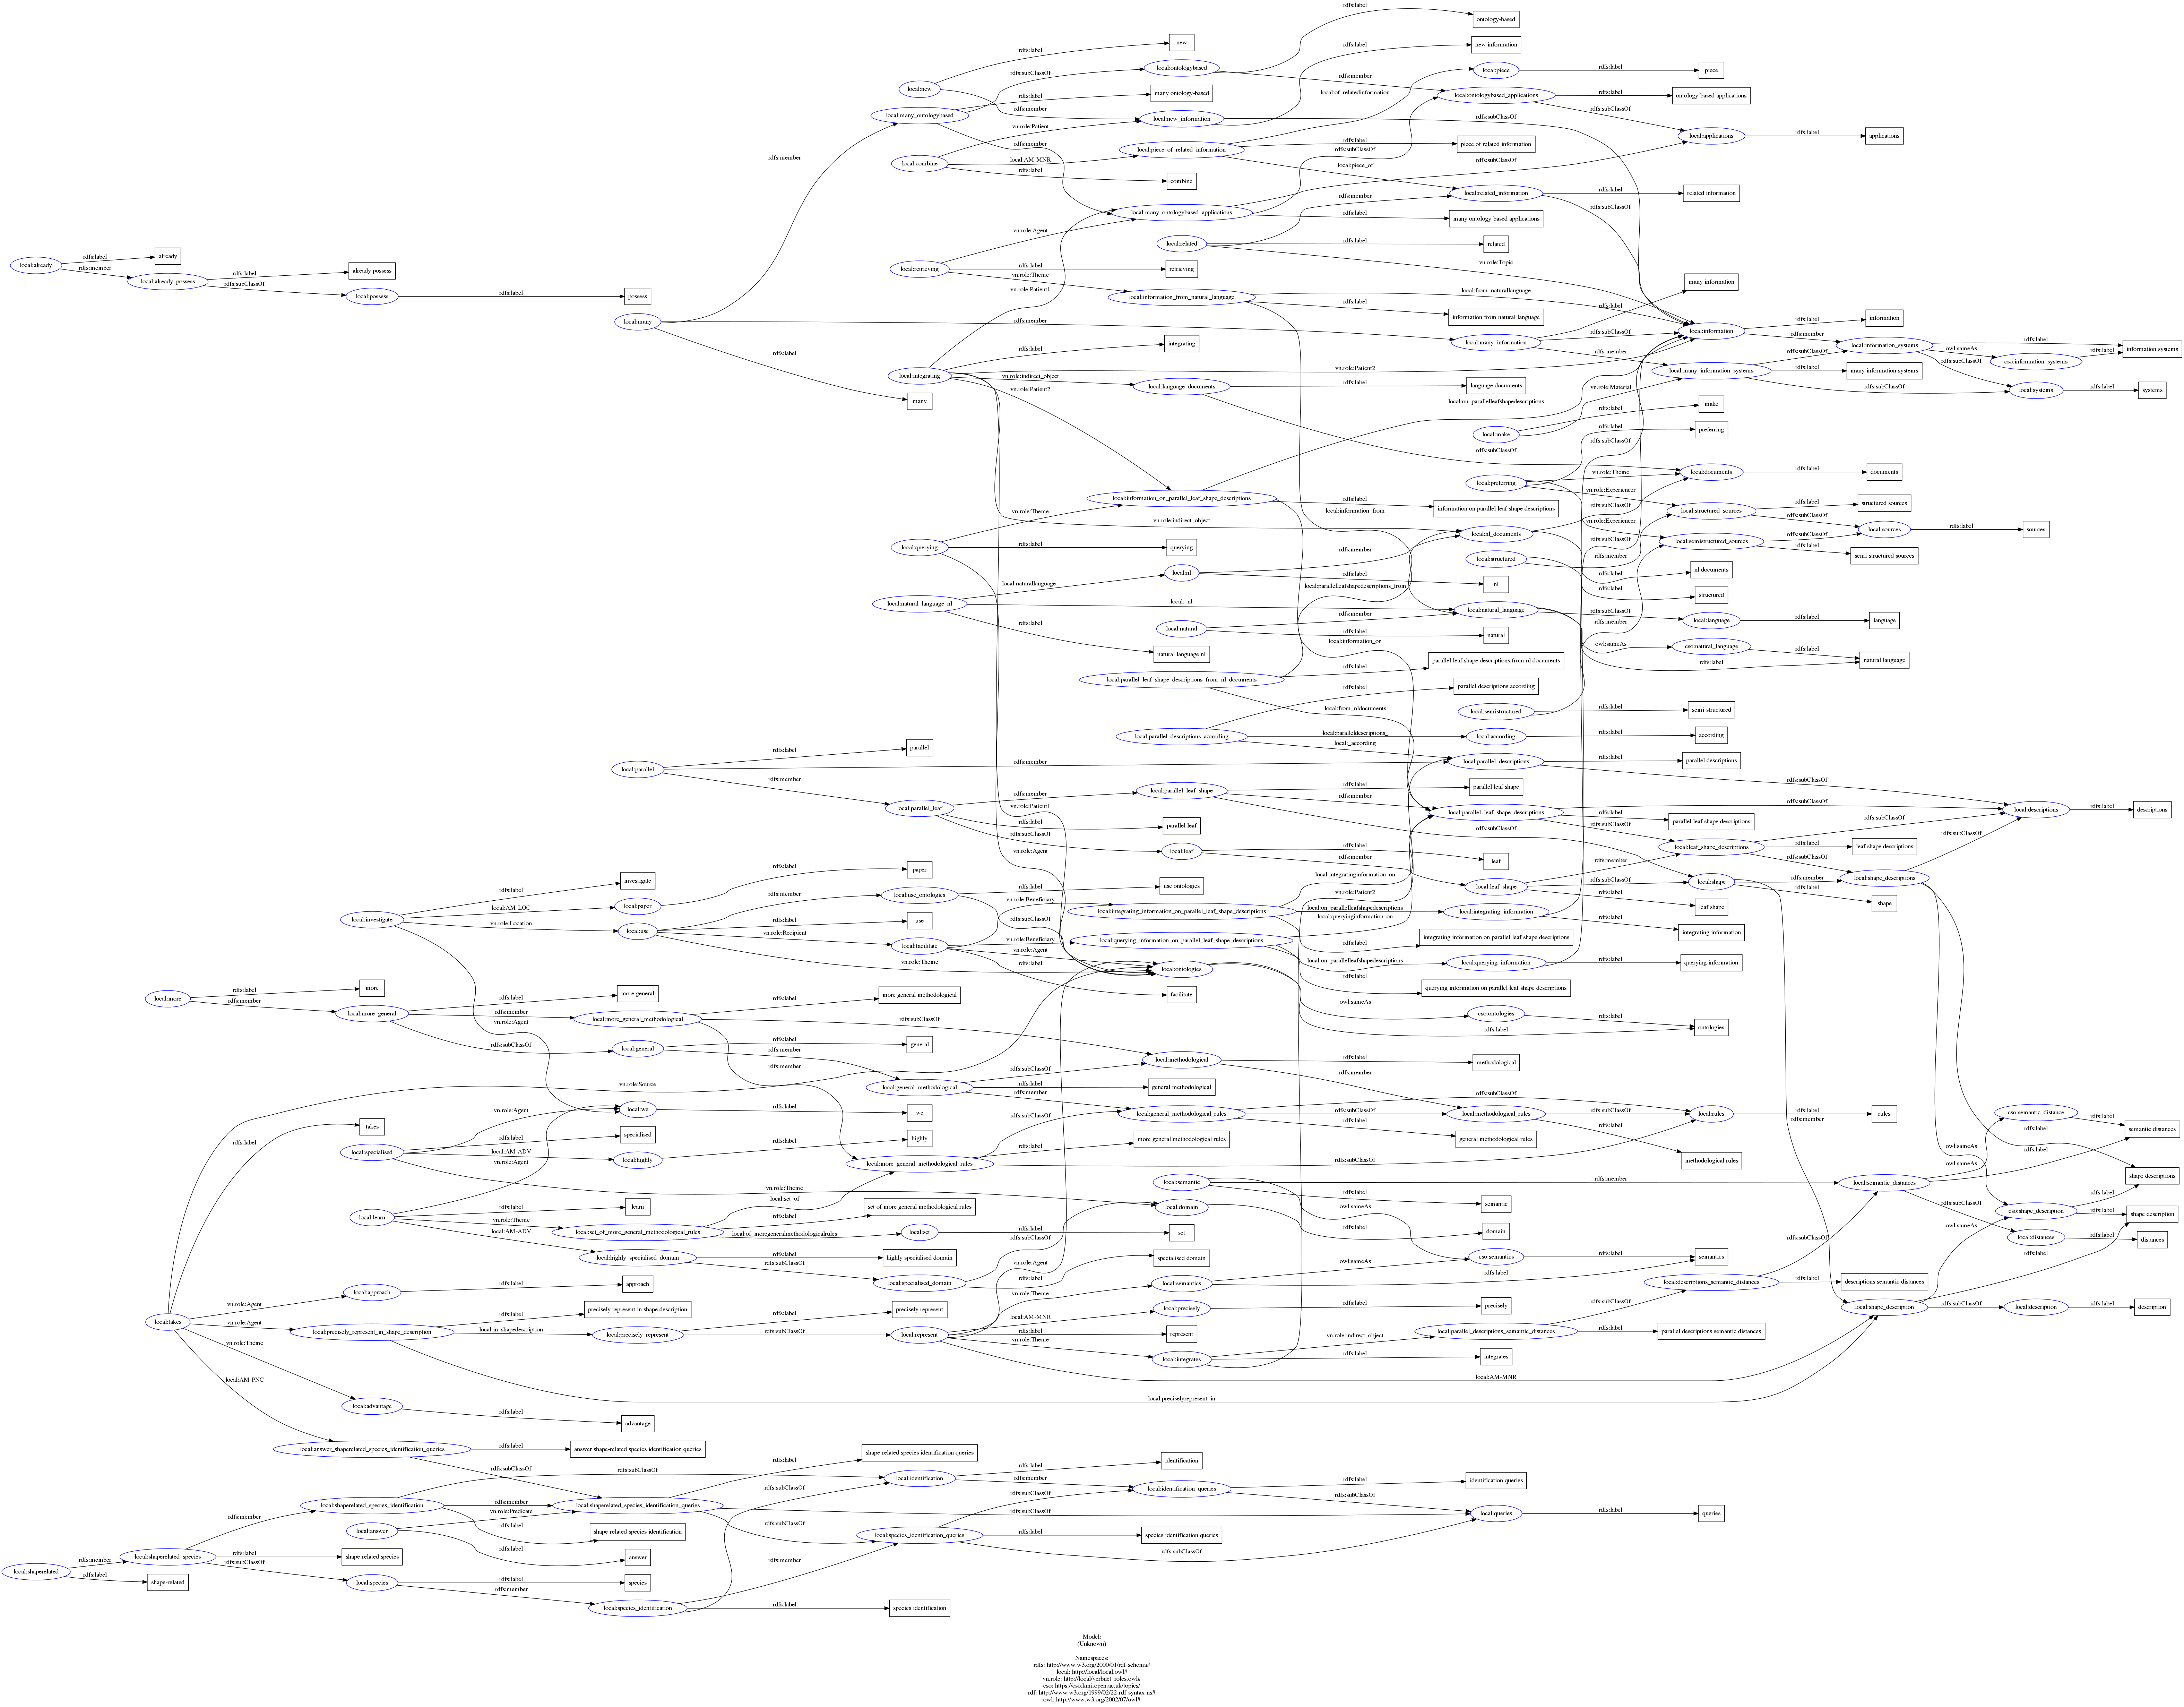 rdfs:label
ontology-based
rdfs:label
new
rdfs:label
new information
local:new
rdfs:subClassOf
local:ontologybased
rdfs:member
local:piece
rdfs:label
piece
local:of_relatedinformation
rdfs:label
many ontology-based
local:ontologybased_applications
rdfs:label
ontology-based applications
local:many_ontologybased
rdfs:member
local:new_information
rdfs:subClassOf
rdfs:subClassOf
vn.role:Patient
rdfs:member
local:applications
rdfs:label
applications
rdfs:label
piece of related information
local:piece_of_related_information
rdfs:subClassOf
rdfs:member
local:combine
local:AM-MNR
rdfs:label
combine
local:piece_of
rdfs:subClassOf
rdfs:member
local:related_information
rdfs:label
related information
local:many_ontologybased_applications
rdfs:label
many ontology-based applications
rdfs:subClassOf
vn.role:Agent
local:related
rdfs:label
related
rdfs:label
already
local:already
rdfs:member
local:already_possess
rdfs:label
already possess
rdfs:subClassOf
local:possess
rdfs:label
possess
local:retrieving
rdfs:label
retrieving
vn.role:Theme
vn.role:Topic
vn.role:Patient1
local:information_from_natural_language
local:from_naturallanguage
rdfs:label
information from natural language
many information
rdfs:label
local:many
rdfs:member
rdfs:label
many
local:many_information
rdfs:subClassOf
rdfs:member
local:information
rdfs:label
information
rdfs:member
local:information_systems
rdfs:label
information systems
owl:sameAs
cso:information_systems
rdfs:label
rdfs:subClassOf
rdfs:subClassOf
local:systems
rdfs:label
systems
local:many_information_systems
rdfs:label
many information systems
rdfs:subClassOf
rdfs:label
integrating
local:integrating
vn.role:Patient2
vn.role:indirect_object
vn.role:Patient2
local:language_documents
rdfs:label
language documents
vn.role:Material
local:on_parallelleafshapedescriptions
local:make
rdfs:label
make
rdfs:label
preferring
rdfs:subClassOf
rdfs:subClassOf
local:preferring
vn.role:Theme
vn.role:Experiencer
local:documents
rdfs:label
documents
local:information_on_parallel_leaf_shape_descriptions
rdfs:label
information on parallel leaf shape descriptions
rdfs:subClassOf
local:structured_sources
rdfs:label
structured sources
rdfs:subClassOf
local:sources
rdfs:label
sources
vn.role:Theme
local:information_from
vn.role:indirect_object
local:nl_documents
vn.role:Experiencer
rdfs:subClassOf
local:semistructured_sources
rdfs:subClassOf
rdfs:label
semi-structured sources
local:querying
rdfs:label
querying
rdfs:member
local:structured
rdfs:member
rdfs:label
nl documents
local:nl
rdfs:label
nl
rdfs:label
structured
local:naturallanguage_
local:parallelleafshapedescriptions_from
local:natural_language_nl
local:_nl
rdfs:label
natural language nl
local:natural
rdfs:member
rdfs:label
natural
local:natural_language
rdfs:subClassOf
rdfs:member
local:language
rdfs:label
language
local:information_on
owl:sameAs
cso:natural_language
rdfs:label
natural language
rdfs:label
rdfs:label
parallel leaf shape descriptions from nl documents
local:parallel_leaf_shape_descriptions_from_nl_documents
rdfs:label
parallel descriptions according
local:from_nldocuments
local:semistructured
rdfs:label
semi-structured
local:parallel_descriptions_according
local:paralleldescriptions_
local:_according
local:according
rdfs:label
according
rdfs:label
parallel
local:parallel
rdfs:member
rdfs:member
local:parallel_descriptions
rdfs:label
parallel descriptions
rdfs:subClassOf
local:parallel_leaf
rdfs:member
local:parallel_leaf_shape
rdfs:label
parallel leaf shape
rdfs:member
rdfs:label
parallel leaf
rdfs:subClassOf
vn.role:Patient1
local:parallel_leaf_shape_descriptions
rdfs:subClassOf
rdfs:label
parallel leaf shape descriptions
rdfs:subClassOf
local:descriptions
rdfs:label
descriptions
rdfs:subClassOf
rdfs:subClassOf
local:leaf_shape_descriptions
rdfs:label
leaf shape descriptions
rdfs:subClassOf
rdfs:subClassOf
vn.role:Agent
local:leaf
rdfs:label
leaf
rdfs:member
local:integratinginformation_on
rdfs:member
local:leaf_shape
rdfs:subClassOf
rdfs:label
leaf shape
local:shape
rdfs:member
rdfs:label
shape
local:shape_descriptions
rdfs:label
investigate
rdfs:label
paper
local:investigate
local:AM-LOC
local:paper
vn.role:Location
local:use
rdfs:member
local:use_ontologies
rdfs:label
use ontologies
rdfs:label
use
vn.role:Recipient
vn.role:Beneficiary
rdfs:subClassOf
vn.role:Patient2
local:integrating_information_on_parallel_leaf_shape_descriptions
local:on_parallelleafshapedescriptions
local:queryinginformation_on
local:integrating_information
rdfs:label
integrating information
rdfs:label
integrating information on parallel leaf shape descriptions
local:facilitate
vn.role:Beneficiary
vn.role:Agent
local:querying_information_on_parallel_leaf_shape_descriptions
local:on_parallelleafshapedescriptions
local:querying_information
rdfs:label
querying information
vn.role:Theme
rdfs:label
facilitate
local:ontologies
rdfs:label
querying information on parallel leaf shape descriptions
local:more
rdfs:label
more
rdfs:member
local:more_general
rdfs:label
more general
rdfs:member
local:more_general_methodological
rdfs:label
more general methodological
vn.role:Agent
rdfs:subClassOf
rdfs:subClassOf
owl:sameAs
cso:ontologies
rdfs:label
ontologies
rdfs:label
local:general
rdfs:label
general
rdfs:member
rdfs:member
local:methodological
rdfs:label
methodological
rdfs:member
vn.role:Source
local:general_methodological
rdfs:subClassOf
rdfs:label
general methodological
rdfs:member
vn.role:Agent
local:we
rdfs:label
we
rdfs:subClassOf
local:general_methodological_rules
rdfs:subClassOf
rdfs:subClassOf
rdfs:label
general methodological rules
local:methodological_rules
rdfs:subClassOf
rdfs:label
methodological rules
local:rules
rdfs:label
rules
rdfs:member
rdfs:label
takes
rdfs:label
specialised
local:specialised
local:AM-ADV
local:highly
rdfs:label
highly
vn.role:Agent
rdfs:label
more general methodological rules
local:more_general_methodological_rules
rdfs:subClassOf
cso:semantic_distance
rdfs:label
semantic distances
owl:sameAs
rdfs:label
rdfs:label
owl:sameAs
shape descriptions
vn.role:Theme
local:set_of
local:semantic
rdfs:member
rdfs:label
semantic
local:semantic_distances
rdfs:subClassOf
local:learn
rdfs:label
learn
vn.role:Theme
local:AM-ADV
local:set_of_more_general_methodological_rules
rdfs:label
set of more general methodological rules
local:of_moregeneralmethodologicalrules
local:set
rdfs:label
set
local:domain
owl:sameAs
rdfs:label
domain
cso:shape_description
rdfs:label
rdfs:label
shape description
owl:sameAs
local:distances
rdfs:label
distances
rdfs:label
rdfs:subClassOf
local:highly_specialised_domain
rdfs:label
highly specialised domain
rdfs:subClassOf
local:specialised_domain
rdfs:label
specialised domain
cso:semantics
rdfs:label
semantics
rdfs:label
owl:sameAs
rdfs:subClassOf
vn.role:Agent
vn.role:Theme
local:semantics
local:descriptions_semantic_distances
rdfs:label
descriptions semantic distances
local:approach
rdfs:label
approach
vn.role:Agent
rdfs:label
precisely represent in shape description
rdfs:label
precisely represent
local:precisely
rdfs:label
precisely
rdfs:subClassOf
local:shape_description
rdfs:subClassOf
local:description
rdfs:label
description
local:takes
vn.role:Agent
local:precisely_represent_in_shape_description
local:in_shapedescription
local:precisely_represent
rdfs:subClassOf
local:represent
local:AM-MNR
rdfs:label
represent
vn.role:Theme
vn.role:indirect_object
local:parallel_descriptions_semantic_distances
rdfs:label
parallel descriptions semantic distances
vn.role:Theme
local:integrates
rdfs:label
integrates
local:AM-PNC
local:AM-MNR
local:preciselyrepresent_in
local:advantage
rdfs:label
advantage
local:answer_shaperelated_species_identification_queries
rdfs:label
answer shape-related species identification queries
rdfs:label
shape-related species identification queries
rdfs:subClassOf
rdfs:subClassOf
local:identification
rdfs:label
identification
rdfs:member
local:identification_queries
rdfs:label
identification queries
rdfs:subClassOf
rdfs:subClassOf
rdfs:subClassOf
local:shaperelated_species_identification
rdfs:member
vn.role:Predicate
local:shaperelated_species_identification_queries
rdfs:subClassOf
local:queries
rdfs:label
queries
rdfs:member
local:answer
rdfs:label
shape-related species identification
rdfs:label
answer
rdfs:subClassOf
local:species_identification_queries
rdfs:label
species identification queries
rdfs:subClassOf
local:shaperelated
rdfs:member
rdfs:label
shape-related
local:shaperelated_species
rdfs:label
shape-related species
rdfs:subClassOf
local:species
rdfs:label
species
rdfs:member
rdfs:member
local:species_identification
rdfs:label
species identification
Model:
(Unknown)
Namespaces:
rdfs: http://www.w3.org/2000/01/rdf-schema#
local: http://local/local.owl#
vn.role: http://local/verbnet_roles.owl#
cso: https://cso.kmi.open.ac.uk/topics/
rdf: http://www.w3.org/1999/02/22-rdf-syntax-ns#
owl: http://www.w3.org/2002/07/owl#